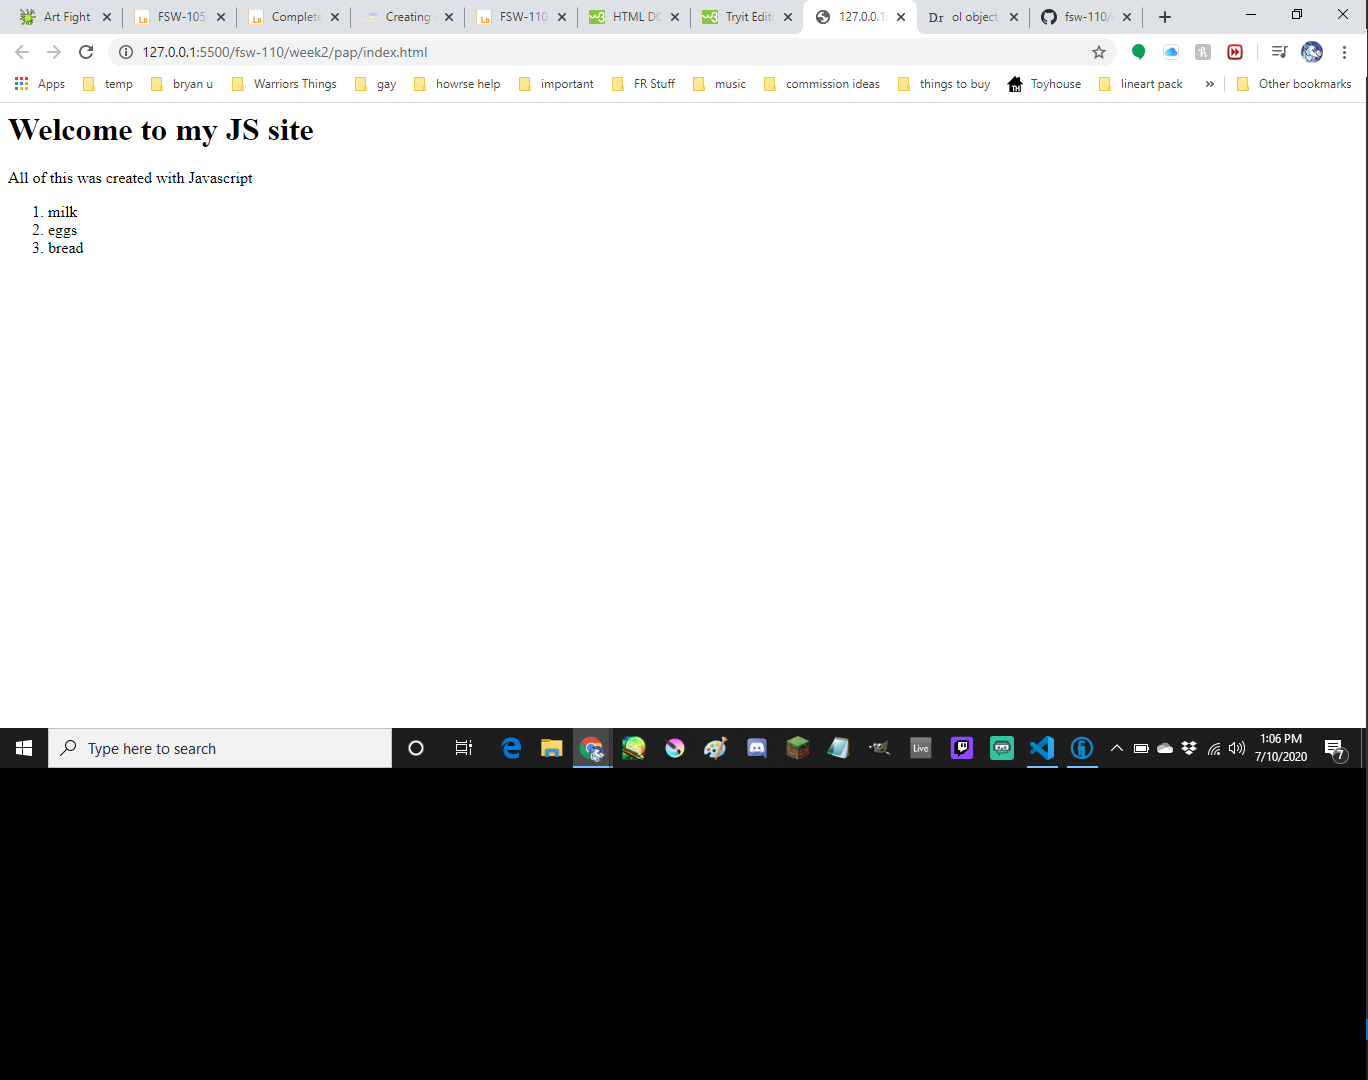 Art Fight
FSW-105
Complete
Creating
FSW-110
HTML DO
Tryit Edit
127.0.0.1
Dr ol object
fsw-110/
127.0.0.1:5500/fsw-110/week2/pap/index.html
Apps temp bryan u Warriors Things gay howrse help important FR Stuff music commission ideas things to buy TH Toyhouse lineart pack » Other bookmarks
Welcome to my JS site
All of this was created with Javascript
1. milk
2. eggs
3. bread
Type here to search
Live
1:06 PM
7/10/2020
7